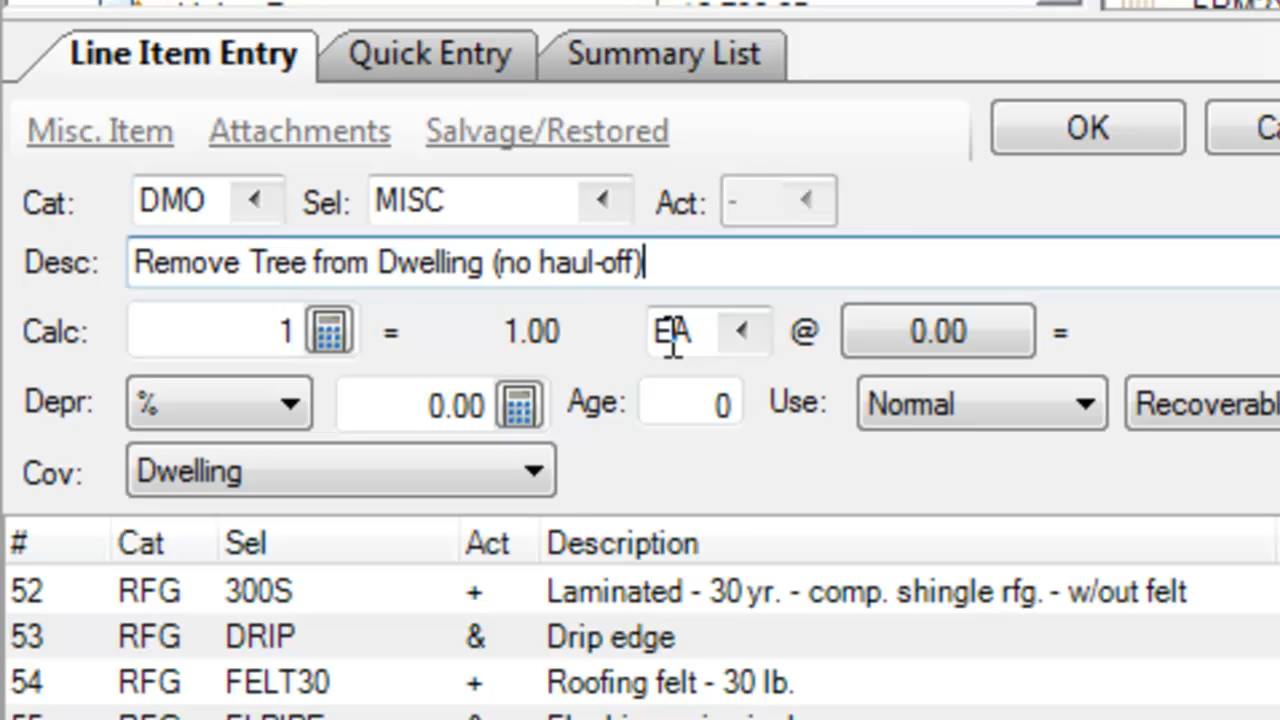 Line Item Entry Quick Entry Summary List
Misc. Item Attachments Salvage/Restored OK
Cat: DMO Sel: MISC Act: -
Desc: Remove Tree from Dwelling (no haul-off)
Calc: 1 = 1.00 EA @ 0.00 =
Depr: % 0.00 Age: 0 Use: Normal
Cov: Dwelling
# Cat Sel Act Description
52 RFG 300S + Laminated - 30 yr. - comp. shingle rfg. - w/out felt
53 RFG DRIP & Drip edge
54 RFG FELT30 + Roofing felt - 30 lb.